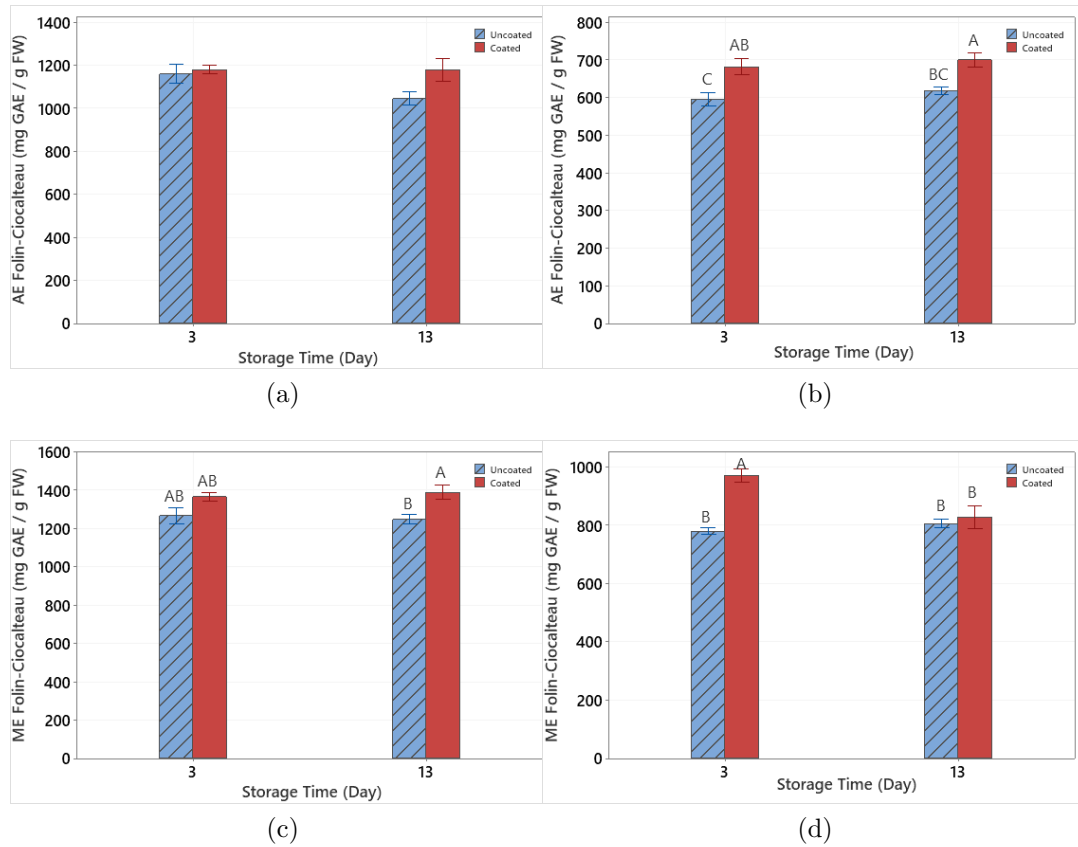 AE Folin-Ciocalteau (mg GAE / g FW)
1400
1200
1000
800
600
400
200
0
3
13
Storage Time (Day)
Uncoated
Coated
(a)
AE Folin-Ciocalteau (mg GAE / g FW)
800
700
600
500
400
300
200
100
0
C
AB
BC
A
3
13
Storage Time (Day)
Uncoated
Coated
(b)
ME Folin-Ciocalteau (mg GAE / g FW)
1600
1400
1200
1000
800
600
400
200
0
AB
AB
B
A
3
13
Storage Time (Day)
Uncoated
Coated
(c)
ME Folin-Ciocalteau (mg GAE / g FW)
1000
800
600
400
200
0
B
A
B
B
3
13
Storage Time (Day)
Uncoated
Coated
(d)